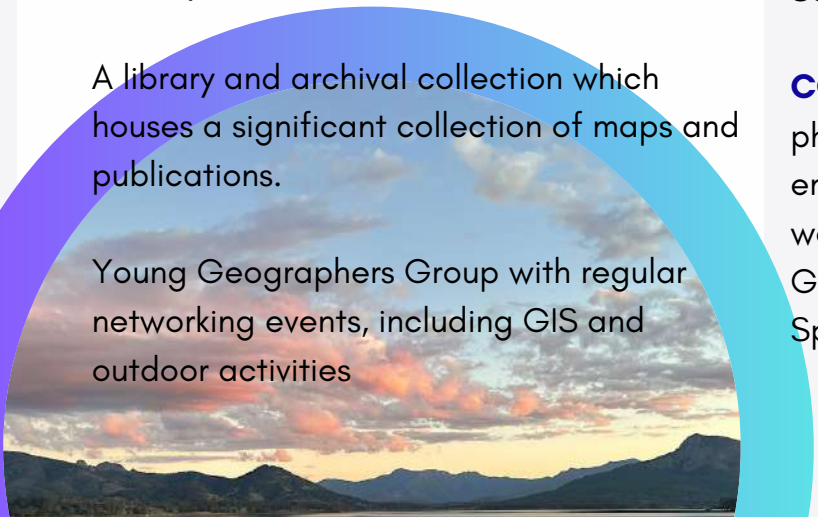 A library and archival collection which
houses a significant collection of maps and
publications.
Young Geographers Group with regular
networking events, including GIS and
outdoor activities